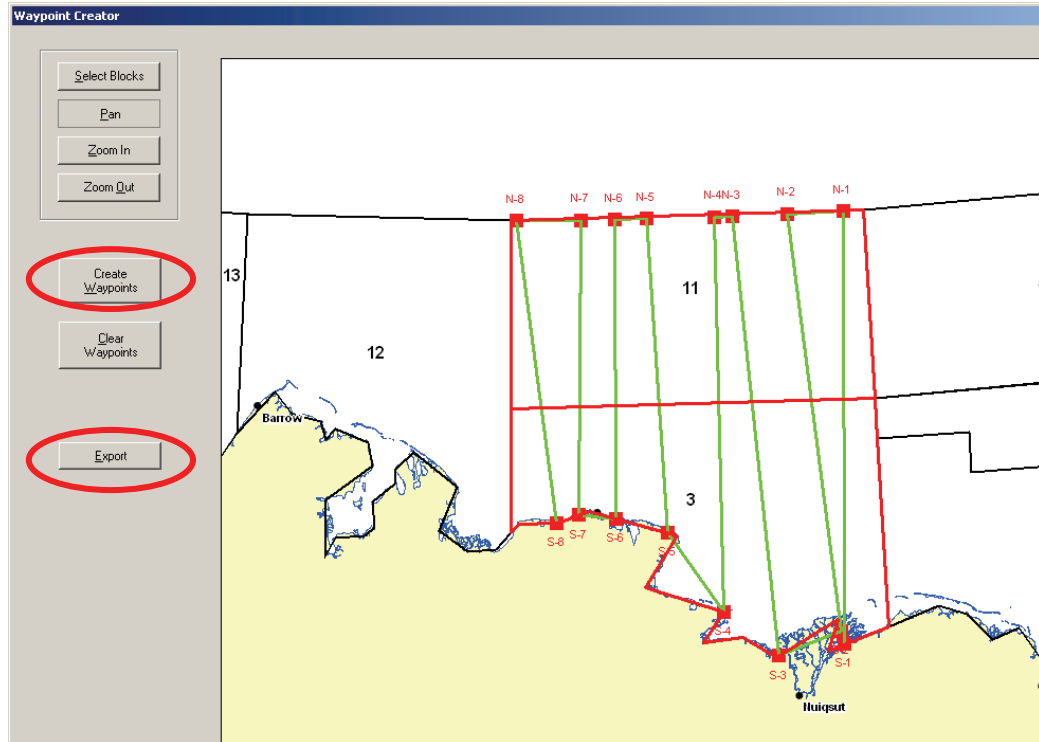 Waypoint Creator
Select Blocks
Pan
Zoom In
Zoom Out
Create
Waypoints
Clear
Waypoints
Export
N-8
N-7
N-6
N-5
N-4
N-3
N-2
N-1
13
11
12
Barrow
3
S-8
S-7
S-6
S-5
S-4
S-3
S-1
Nuiqsut